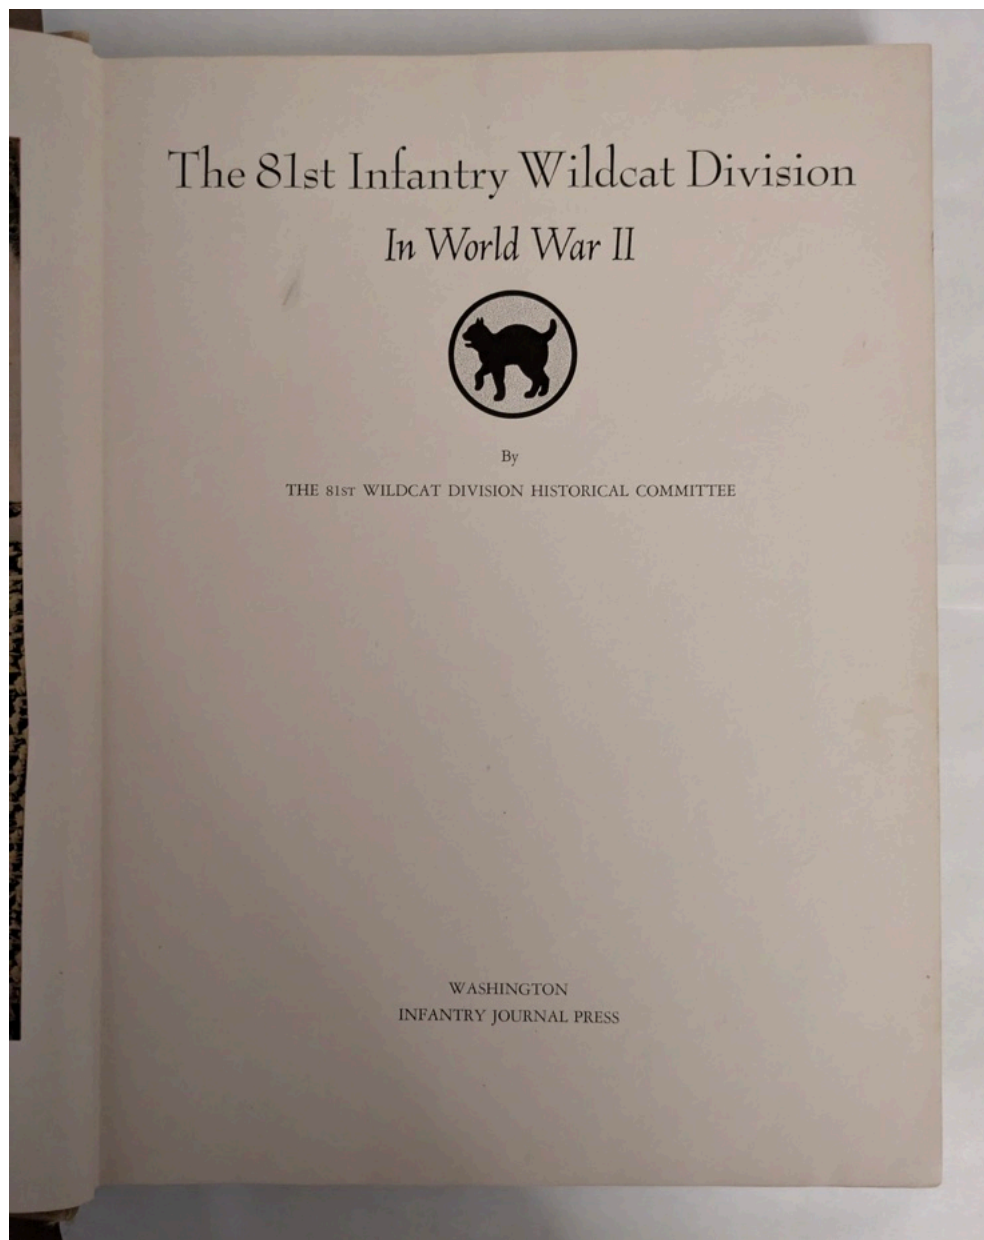 The 81st Infantry Wildcat Division
In World War II
By
THE 81ST WILDCAT DIVISION HISTORICAL COMMITTEE
WASHINGTON
INFANTRY JOURNAL PRESS